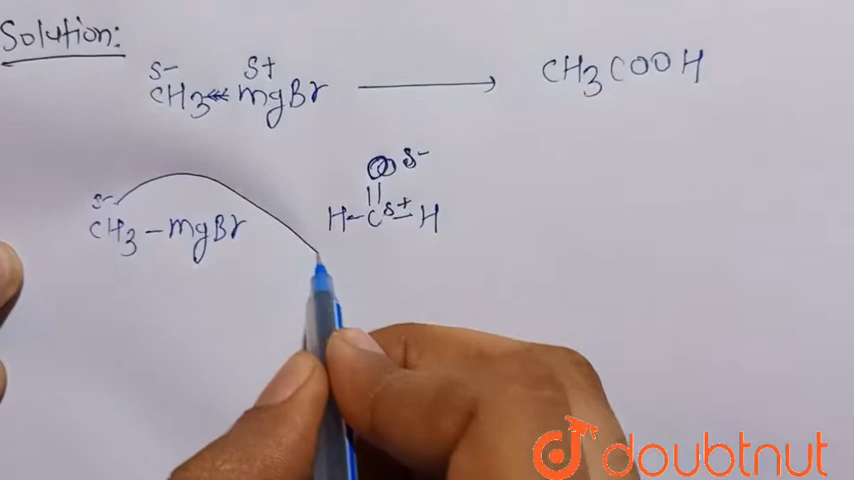 Solution:
S- S+
CH3 MgBr → CH3COOH
O S-
S- ||
CH3-MgBr H-C S+ -H
doubtnut